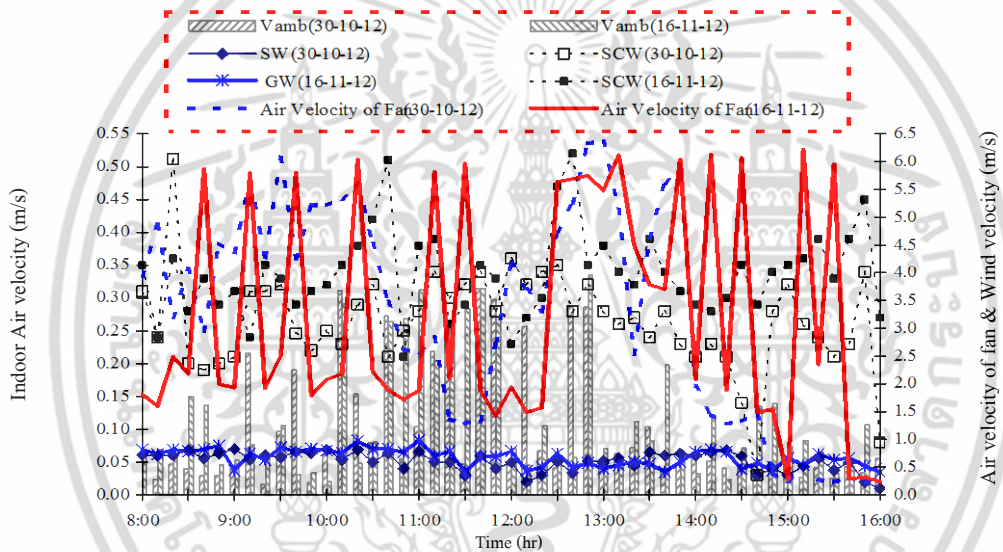 Vamb(30-10-12)
Vamb(16-11-12)
SW(30-10-12)
SCW(30-10-12)
GW(16-11-12)
SCW(16-11-12)
Air Velocity of Fan(30-10-12)
Air Velocity of Fan(16-11-12)
Indoor Air velocity (m/s)
0.55
0.50
0.45
0.40
0.35
0.30
0.25
0.20
0.15
0.10
0.05
0.00
6.5
6.0
5.5
5.0
4.5
4.0
3.5
3.0
2.5
2.0
1.5
1.0
0.5
0.0
Air velocity of fan & Wind velocity (m/s)
8:00 9:00 10:00 11:00 12:00 13:00 14:00 15:00 16:00
Time (hr)